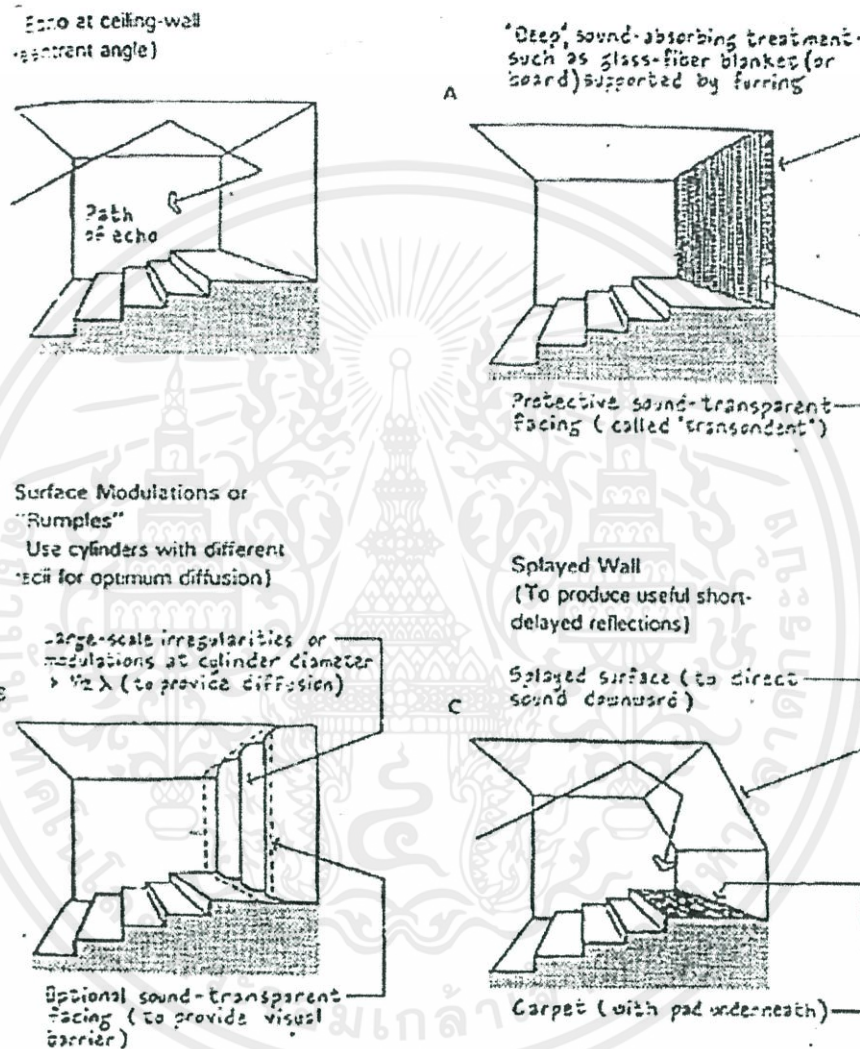 Echo at ceiling-wall
angle)
A
"Deep", sound-absorbing treatment
such as glass-fiber blanket (or
board) supported by furring
Path
of echo
Protective sound-transparent
facing (called "transondent")
Surface Modulations or
"Rumples"
Use cylinders with different
for optimum diffusion)
Large-scale irregularities or
modulations at cylinder diameter
> ½ λ (to provide diffusion)
Optional sound-transparent
facing (to provide visual
barrier)
Splayed Wall
(To produce useful short-
delayed reflections)
Splayed surface (to direct
sound downward)
C
Carpet (with pad underneath)